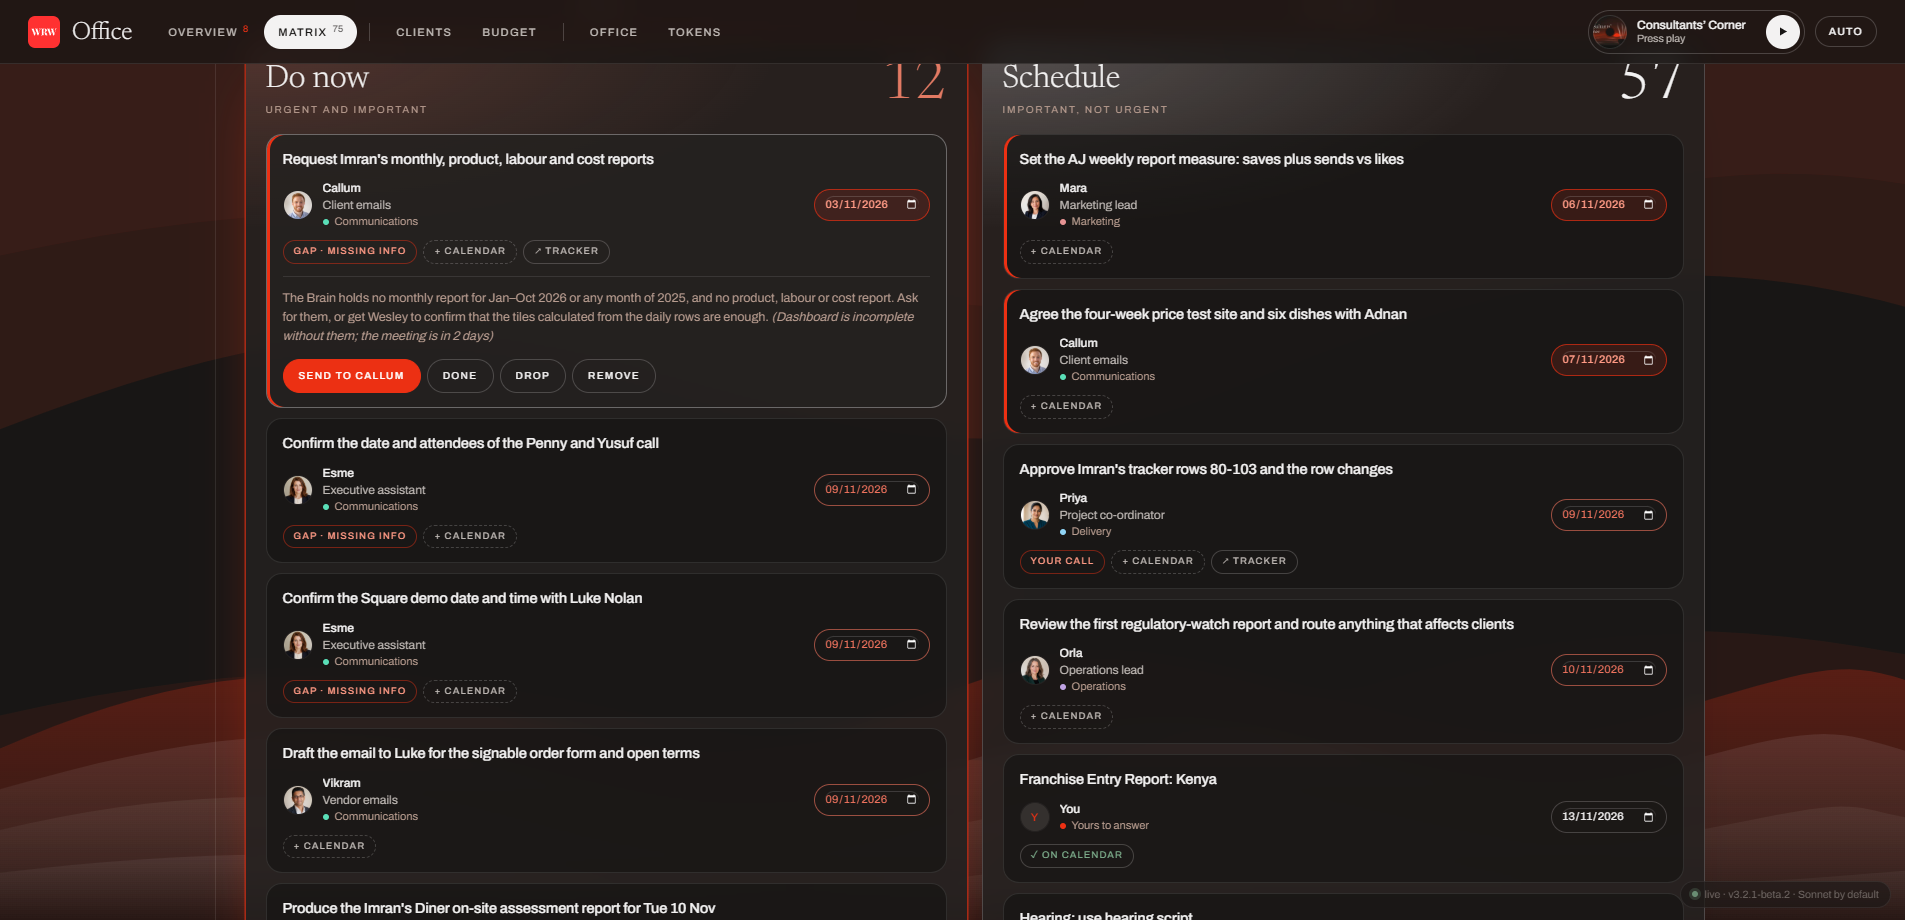 WRW Office
OVERVIEW 8
MATRIX 75
CLIENTS
BUDGET
OFFICE
TOKENS
Consultants' Corner
Press play
AUTO
Do now
12
URGENT AND IMPORTANT
Request Imran's monthly, product, labour and cost reports
Callum
Client emails
Communications
03/11/2026
GAP · MISSING INFO
+ CALENDAR
↗ TRACKER
The Brain holds no monthly report for Jan–Oct 2026 or any month of 2025, and no product, labour or cost report. Ask
for them, or get Wesley to confirm that the tiles calculated from the daily rows are enough. (Dashboard is incomplete
without them; the meeting is in 2 days)
SEND TO CALLUM
DONE
DROP
REMOVE
Confirm the date and attendees of the Penny and Yusuf call
Esme
Executive assistant
Communications
09/11/2026
GAP · MISSING INFO
+ CALENDAR
Confirm the Square demo date and time with Luke Nolan
Esme
Executive assistant
Communications
09/11/2026
GAP · MISSING INFO
+ CALENDAR
Draft the email to Luke for the signable order form and open terms
Vikram
Vendor emails
Communications
09/11/2026
+ CALENDAR
Produce the Imran's Diner on-site assessment report for Tue 10 Nov
Schedule
57
IMPORTANT, NOT URGENT
Set the AJ weekly report measure: saves plus sends vs likes
Mara
Marketing lead
Marketing
06/11/2026
+ CALENDAR
Agree the four-week price test site and six dishes with Adnan
Callum
Client emails
Communications
07/11/2026
+ CALENDAR
Approve Imran's tracker rows 80-103 and the row changes
Priya
Project co-ordinator
Delivery
09/11/2026
YOUR CALL
+ CALENDAR
↗ TRACKER
Review the first regulatory-watch report and route anything that affects clients
Orla
Operations lead
Operations
10/11/2026
+ CALENDAR
Franchise Entry Report: Kenya
Y
You
Yours to answer
13/11/2026
✓ ON CALENDAR
Hearing: use hearing script
live · v3.2.1-beta.2 · Sonnet by default